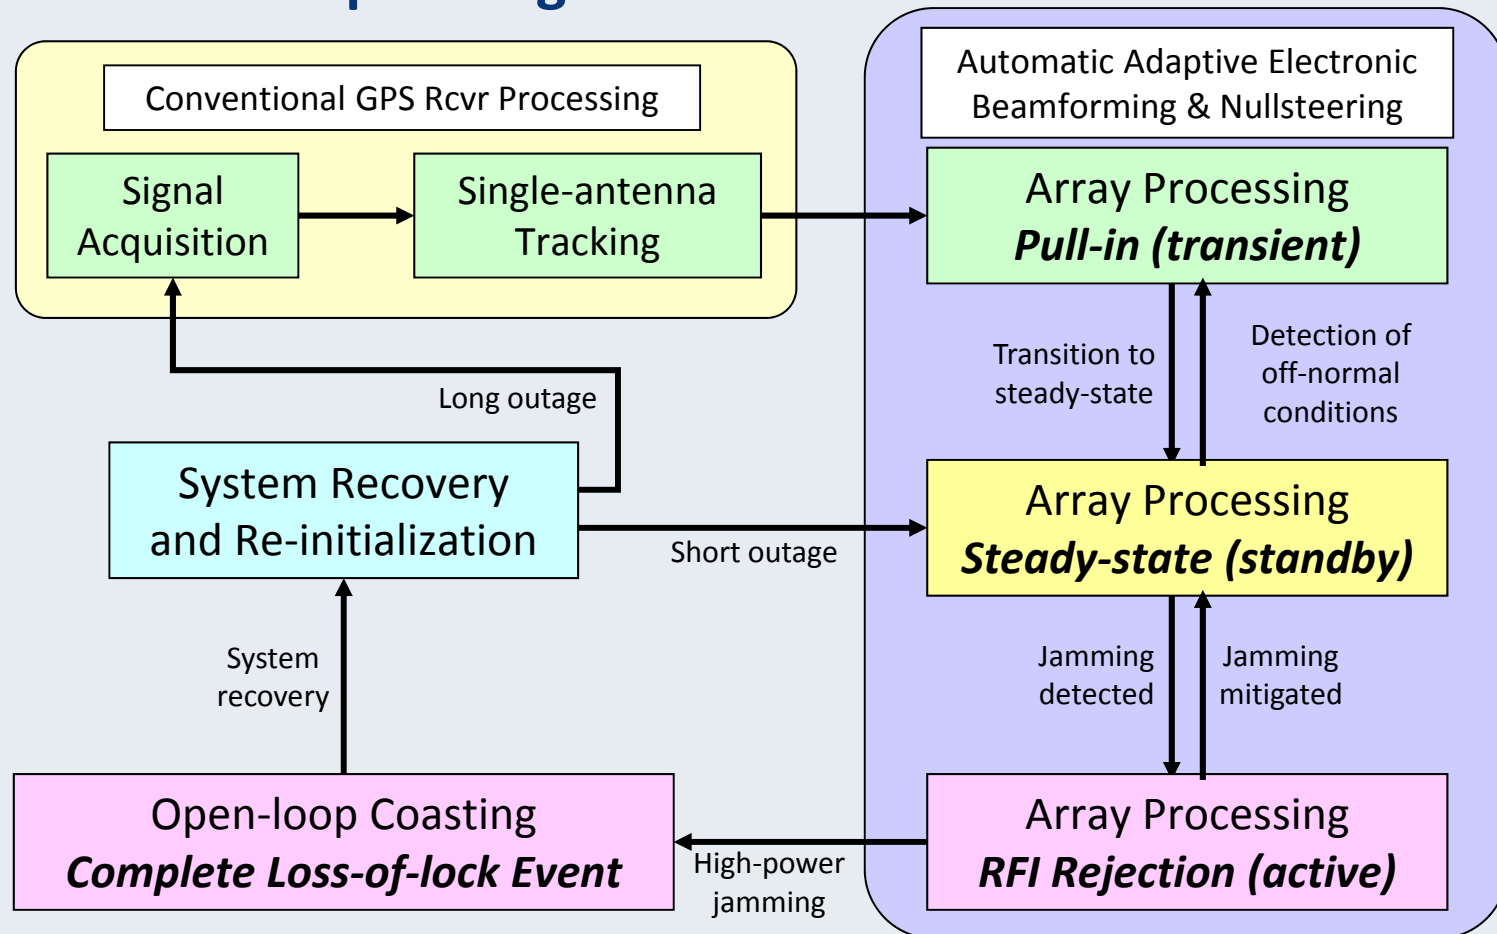 Conventional GPS Rcvr Processing
Signal
Acquisition
Single-antenna
Tracking
Automatic Adaptive Electronic
Beamforming & Nullsteering
Array Processing
Pull-in (transient)
Transition to
steady-state
Detection of
off-normal
conditions
Long outage
System Recovery
and Re-initialization
Short outage
Array Processing
Steady-state (standby)
System
recovery
Jamming
detected
Jamming
mitigated
Open-loop Coasting
Complete Loss-of-lock Event
High-power
jamming
Array Processing
RFI Rejection (active)